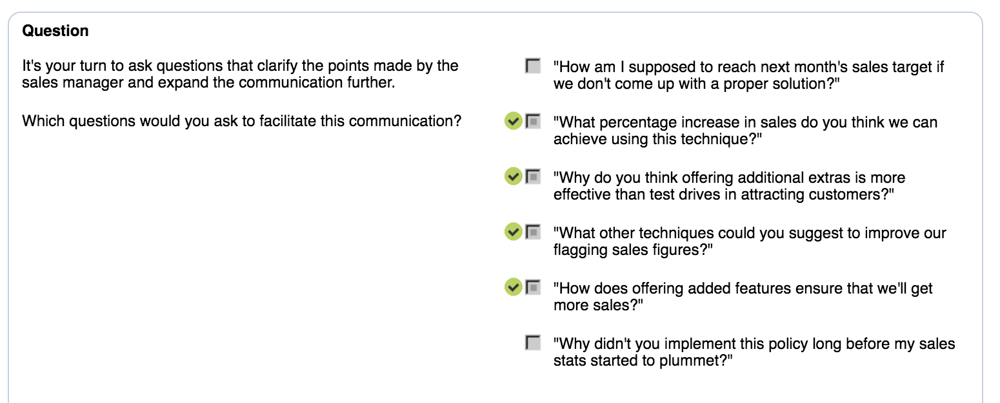 Question
It's your turn to ask questions that clarify the points made by the
sales manager and expand the communication further.
Which questions would you ask to facilitate this communication?
"How am I supposed to reach next month's sales target if
we don't come up with a proper solution?"
"What percentage increase in sales do you think we can
achieve using this technique?"
"Why do you think offering additional extras is more
effective than test drives in attracting customers?"
"What other techniques could you suggest to improve our
flagging sales figures?"
"How does offering added features ensure that we'll get
more sales?"
"Why didn't you implement this policy long before my sales
stats started to plummet?"